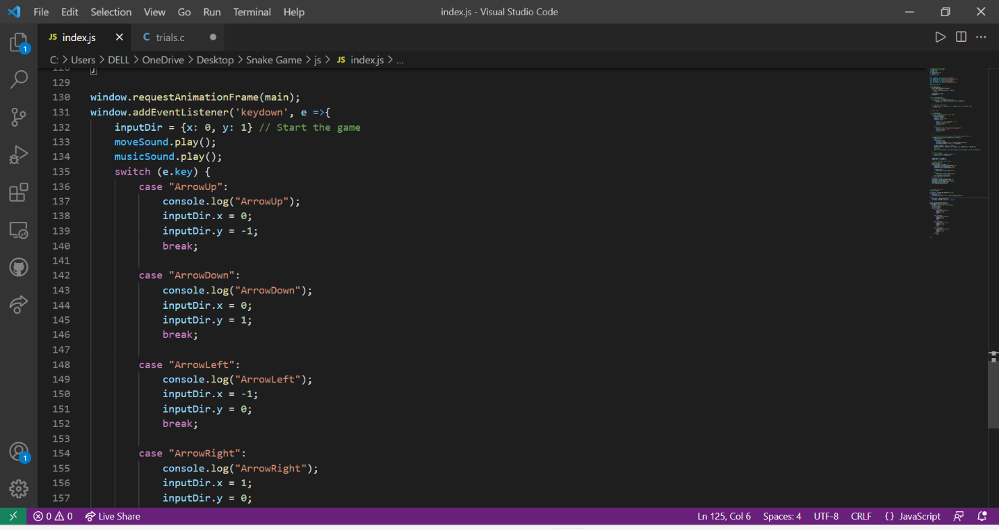 File Edit Selection View Go Run Terminal Help index.js - Visual Studio Code
JS index.js C trials.c
C: > Users > DELL > OneDrive > Desktop > Snake Game > js > JS index.js > ...
128 }
129
130 window.requestAnimationFrame(main);
131 window.addEventListener('keydown', e =>{
132 inputDir = {x: 0, y: 1} // Start the game
133 moveSound.play();
134 musicSound.play();
135 switch (e.key) {
136 case "ArrowUp":
137 console.log("ArrowUp");
138 inputDir.x = 0;
139 inputDir.y = -1;
140 break;
141
142 case "ArrowDown":
143 console.log("ArrowDown");
144 inputDir.x = 0;
145 inputDir.y = 1;
146 break;
147
148 case "ArrowLeft":
149 console.log("ArrowLeft");
150 inputDir.x = -1;
151 inputDir.y = 0;
152 break;
153
154 case "ArrowRight":
155 console.log("ArrowRight");
156 inputDir.x = 1;
157 inputDir.y = 0;
1
1
0 0 Live Share Ln 125, Col 6 Spaces: 4 UTF-8 CRLF {} JavaScript